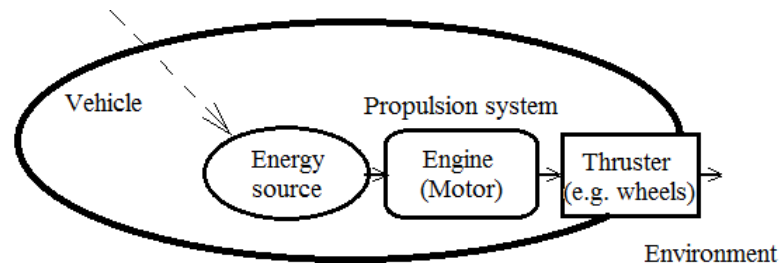 Vehicle
Propulsion system
Energy
source
Engine
(Motor)
Thruster
(e.g. wheels)
Environment